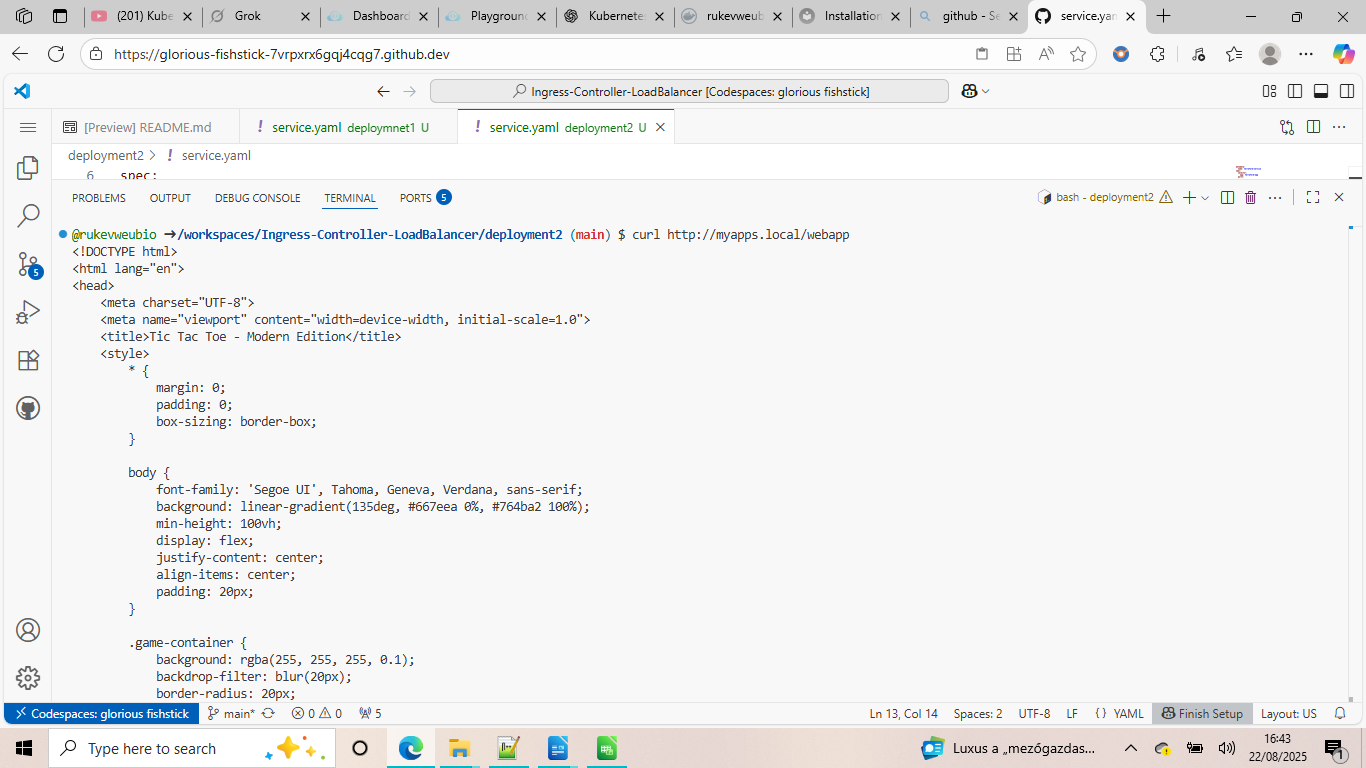 (201) Kube
Grok
Dashboard
Playground
Kubernete
rukevweub
Installation
github - Se
service.yam
https://glorious-fishstick-7vrpxrx6gqj4cqg7.github.dev
Ingress-Controller-LoadBalancer [Codespaces: glorious fishstick]
[Preview] README.md
! service.yaml deploymnet1 U
! service.yaml deployment2 U
deployment2 > ! service.yaml
6 spec:
PROBLEMS OUTPUT DEBUG CONSOLE TERMINAL PORTS 5
bash - deployment2
@rukevweubio ➜/workspaces/Ingress-Controller-LoadBalancer/deployment2 (main) $ curl http://myapps.local/webapp
<!DOCTYPE html>
<html lang="en">
<head>
    <meta charset="UTF-8">
    <meta name="viewport" content="width=device-width, initial-scale=1.0">
    <title>Tic Tac Toe - Modern Edition</title>
    <style>
        * {
            margin: 0;
            padding: 0;
            box-sizing: border-box;
        }
        body {
            font-family: 'Segoe UI', Tahoma, Geneva, Verdana, sans-serif;
            background: linear-gradient(135deg, #667eea 0%, #764ba2 100%);
            min-height: 100vh;
            display: flex;
            justify-content: center;
            align-items: center;
            padding: 20px;
        }
        .game-container {
            background: rgba(255, 255, 255, 0.1);
            backdrop-filter: blur(20px);
            border-radius: 20px;
5
Codespaces: glorious fishstick main* 0 0 5 Ln 13, Col 14 Spaces: 2 UTF-8 LF {} YAML Finish Setup Layout: US
Type here to search
Luxus a „mezőgazdas...
16:43
22/08/2025
1